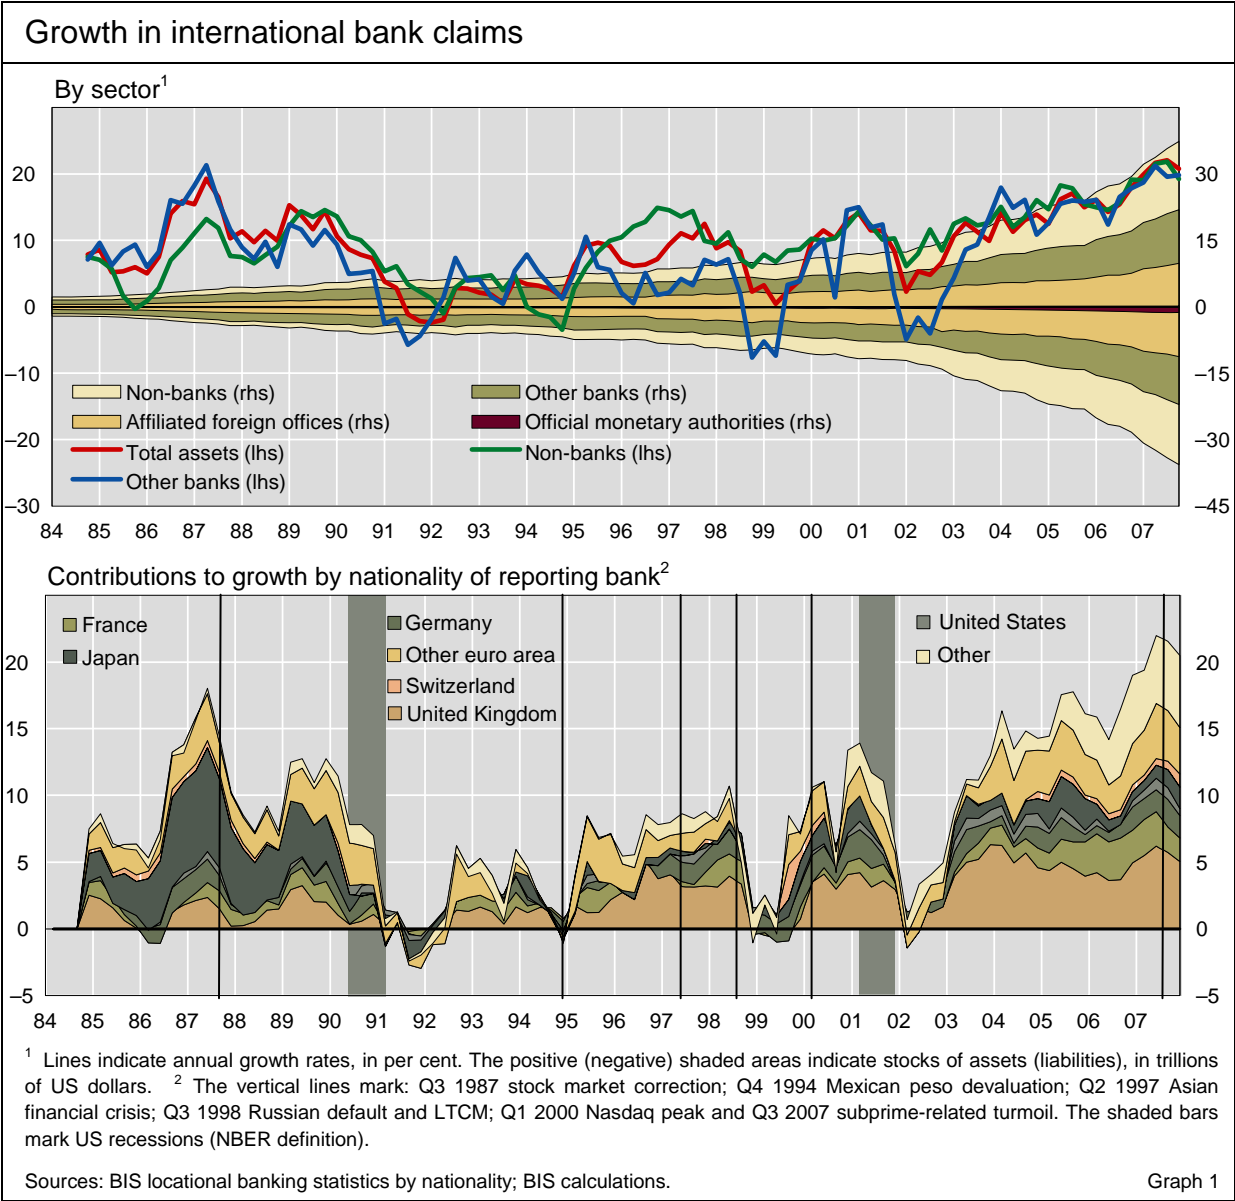 Growth in international bank claims
By sector¹
20 30
10 15
0 0
–10 –15
–20 –30
–30 –45
Non-banks (rhs) Other banks (rhs)
Affiliated foreign offices (rhs) Official monetary authorities (rhs)
Total assets (lhs) Non-banks (lhs)
Other banks (lhs)
84 85 86 87 88 89 90 91 92 93 94 95 96 97 98 99 00 01 02 03 04 05 06 07
Contributions to growth by nationality of reporting bank²
France Germany United States
Japan Other euro area Other
Switzerland
United Kingdom
20 20
15 15
10 10
5 5
0 0
–5 –5
84 85 86 87 88 89 90 91 92 93 94 95 96 97 98 99 00 01 02 03 04 05 06 07
¹ Lines indicate annual growth rates, in per cent. The positive (negative) shaded areas indicate stocks of assets (liabilities), in trillions
of US dollars. ² The vertical lines mark: Q3 1987 stock market correction; Q4 1994 Mexican peso devaluation; Q2 1997 Asian
financial crisis; Q3 1998 Russian default and LTCM; Q1 2000 Nasdaq peak and Q3 2007 subprime-related turmoil. The shaded bars
mark US recessions (NBER definition).
Sources: BIS locational banking statistics by nationality; BIS calculations. Graph 1